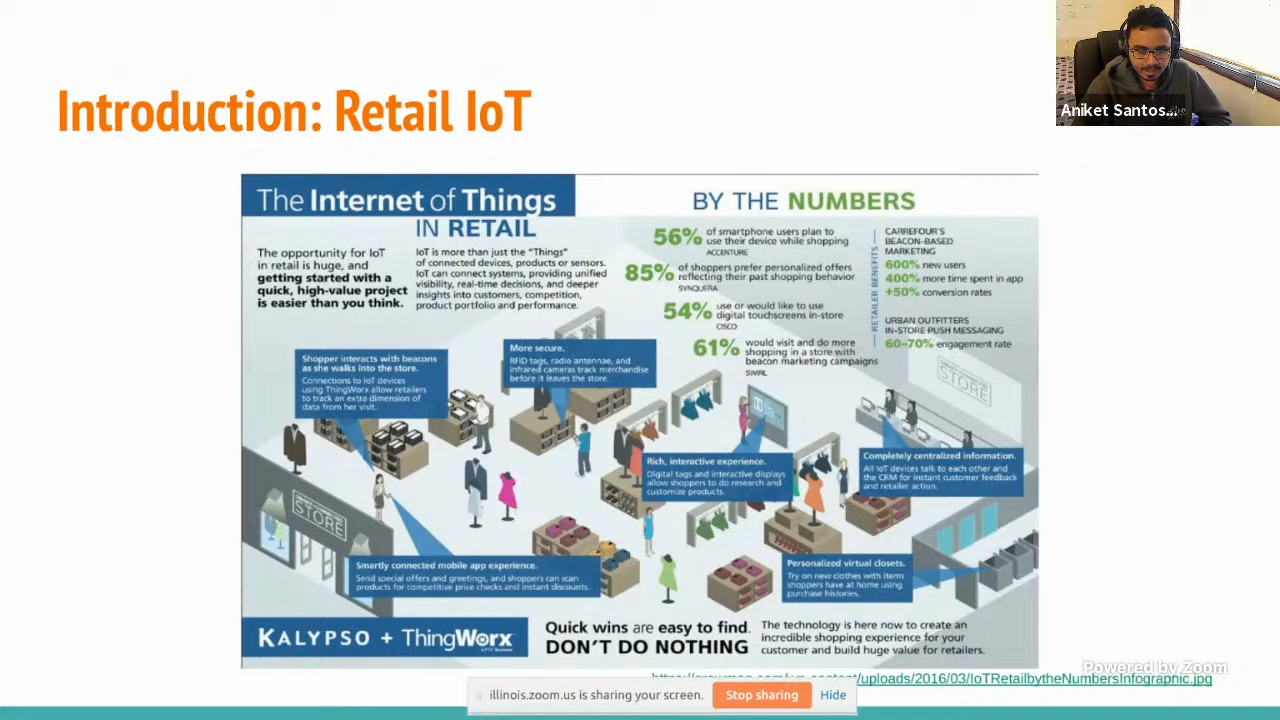 Introduction: Retail IoT
Aniket Santos...
The Internet of Things
IN RETAIL
The opportunity for IoT
in retail is huge, and
getting started with a
quick, high-value project
is easier than you think.
IoT is more than just the "Things"
of connected devices, products or sensors.
IoT can connect systems, providing unified
visibility, real-time decisions, and deeper
insights into customers, competition,
product portfolio and performance.
BY THE NUMBERS
56% of smartphone users plan to
use their device while shopping
ACCENTURE
85% of shoppers prefer personalized offers
reflecting their past shopping behavior
SYNQUERA
54% use or would like to use
digital touchscreens in-store
CISCO
61% would visit and do more
shopping in a store with
beacon marketing campaigns
SWIRL
RETAILER BENEFITS
CARREFOUR'S
BEACON-BASED
MARKETING
600% new users
400% more time spent in app
+50% conversion rates
URBAN OUTFITTERS
IN-STORE PUSH MESSAGING
60-70% engagement rate
Shopper interacts with beacons
as she walks into the store.
Connections to IoT devices
using ThingWorx allow retailers
to track an extra dimension of
data from her visit.
More secure.
RFID tags, radio antennae, and
infrared cameras track merchandise
before it leaves the store.
STORE
Rich, interactive experience.
Digital tags and interactive displays
allow shoppers to do research and
customize products.
Completely centralized information.
All IoT devices talk to each other and
the CRM for instant customer feedback
and retailer action.
STORE
Smartly connected mobile app experience.
Send special offers and greetings, and shoppers can scan
products for competitive price checks and instant discounts.
Personalized virtual closets.
Try on new clothes with items
shoppers have at home using
purchase histories.
KALYPSO + ThingWorx
Quick wins are easy to find.
DON'T DO NOTHING
The technology is here now to create an
incredible shopping experience for your
customer and build huge value for retailers.
Powered by Zoom
uploads/2016/03/IoTRetailbytheNumbersInfographic.jpg
illinois.zoom.us is sharing your screen.
Stop sharing
Hide